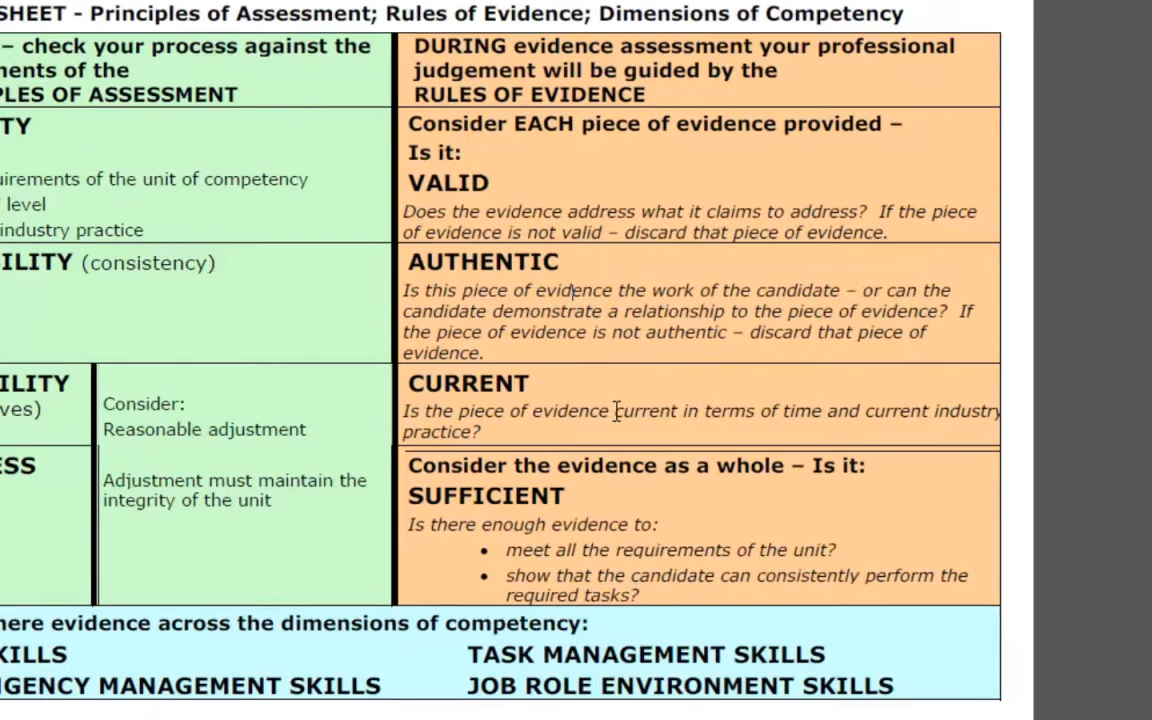 SHEET - Principles of Assessment; Rules of Evidence; Dimensions of Competency
– check your process against the
ments of the
PLES OF ASSESSMENT
TY
uirements of the unit of competency
level
industry practice
ILITY (consistency)
ILITY
ves)
Consider:
Reasonable adjustment
ESS
Adjustment must maintain the
integrity of the unit
DURING evidence assessment your professional
judgement will be guided by the
RULES OF EVIDENCE
Consider EACH piece of evidence provided –
Is it:
VALID
Does the evidence address what it claims to address? If the piece
of evidence is not valid – discard that piece of evidence.
AUTHENTIC
Is this piece of evidence the work of the candidate – or can the
candidate demonstrate a relationship to the piece of evidence? If
the piece of evidence is not authentic – discard that piece of
evidence.
CURRENT
Is the piece of evidence current in terms of time and current industry
practice?
Consider the evidence as a whole – Is it:
SUFFICIENT
Is there enough evidence to:
• meet all the requirements of the unit?
• show that the candidate can consistently perform the
required tasks?
here evidence across the dimensions of competency:
KILLS
TASK MANAGEMENT SKILLS
NGENCY MANAGEMENT SKILLS
JOB ROLE ENVIRONMENT SKILLS